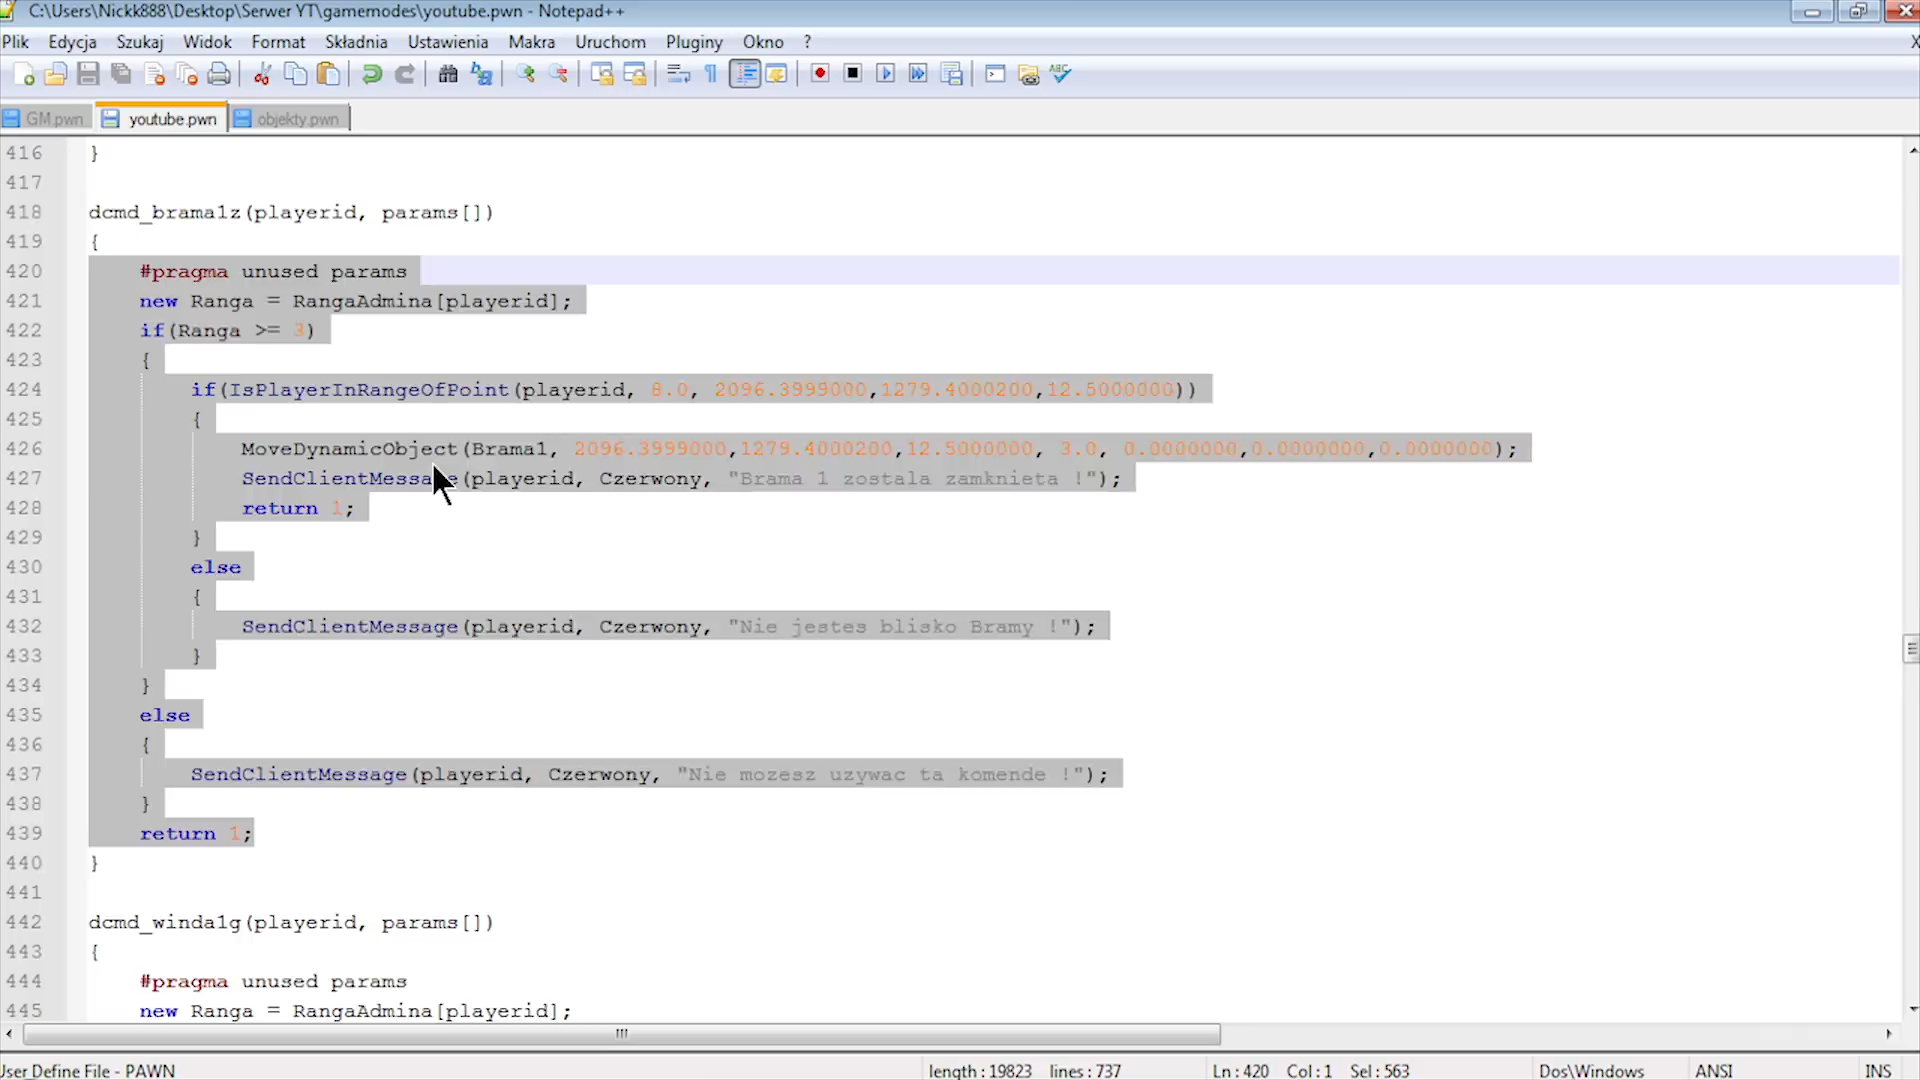 C:\Users\Nickk888\Desktop\Serwer YT\gamemodes\youtube.pwn - Notepad++
Plik Edycja Szukaj Widok Format Składnia Ustawienia Makra Uruchom Pluginy Okno ? X
GM.pwn youtube.pwn objekty.pwn
416 }
417
418 dcmd_brama1z(playerid, params[])
419 {
420 #pragma unused params
421 new Ranga = RangaAdmina[playerid];
422 if(Ranga >= 3)
423 {
424 if(IsPlayerInRangeOfPoint(playerid, 8.0, 2096.3999000,1279.4000200,12.5000000))
425 {
426 MoveDynamicObject(Brama1, 2096.3999000,1279.4000200,12.5000000, 3.0, 0.0000000,0.0000000,0.0000000);
427 SendClientMessage(playerid, Czerwony, "Brama 1 zostala zamknieta !");
428 return 1;
429 }
430 else
431 {
432 SendClientMessage(playerid, Czerwony, "Nie jestes blisko Bramy !");
433 }
434 }
435 else
436 {
437 SendClientMessage(playerid, Czerwony, "Nie mozesz uzywac ta komende !");
438 }
439 return 1;
440 }
441
442 dcmd_winda1g(playerid, params[])
443 {
444 #pragma unused params
445 new Ranga = RangaAdmina[playerid];
User Define File - PAWN length : 19823 lines : 737 Ln : 420 Col : 1 Sel : 563 Dos\Windows ANSI INS